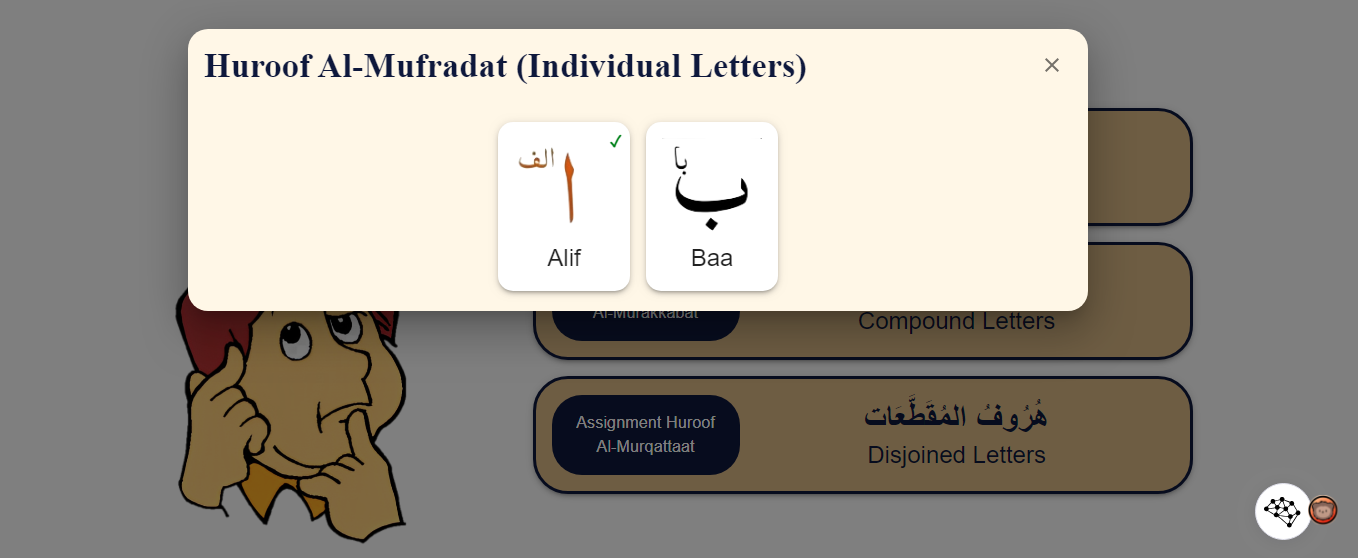 Huroof Al-Mufradat (Individual Letters)
×
✓
الف
ا
Alif
با
ب
Baa
Al-Murakkabat
Compound Letters
Assignment Huroof
Al-Murqattaat
هُرُوفُ المُقَطَّعَات
Disjoined Letters